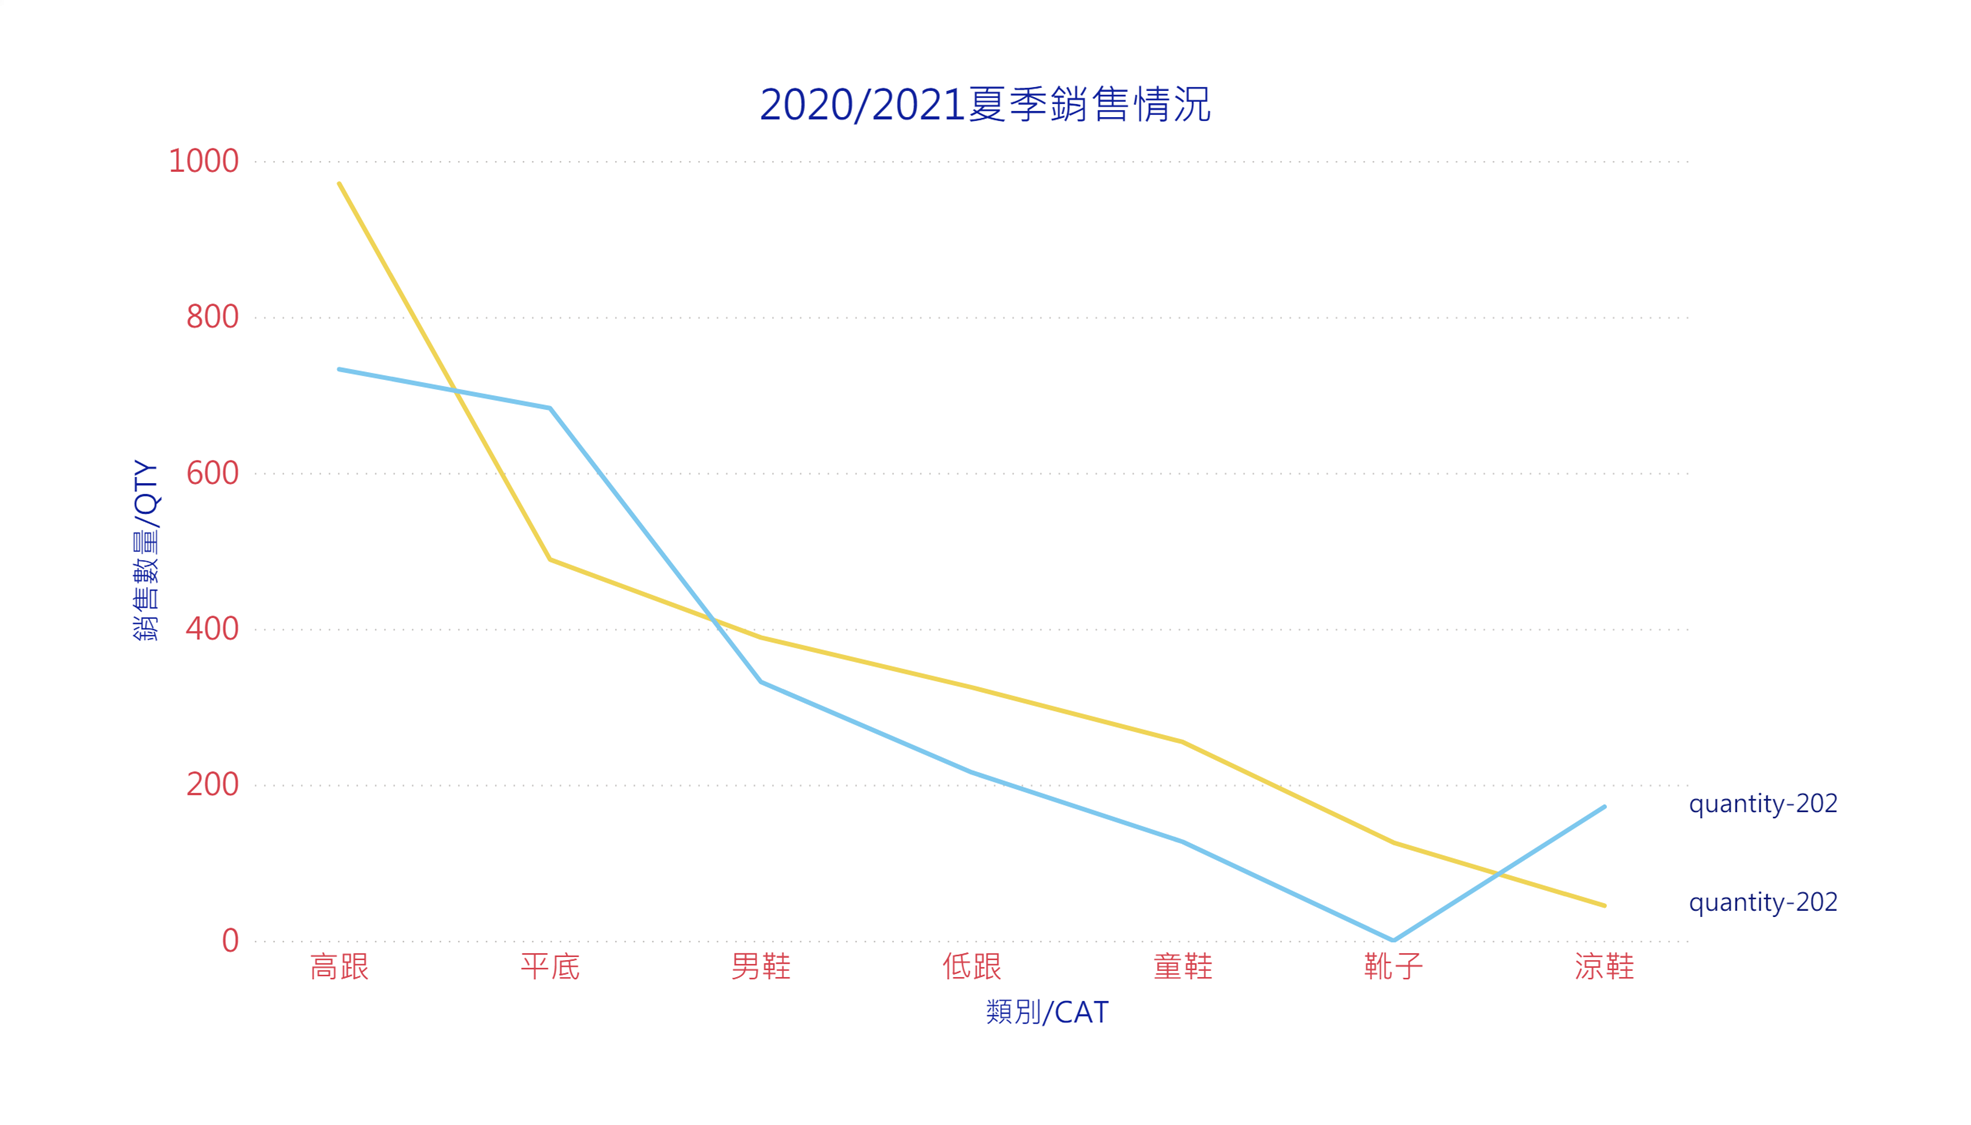 2020/2021夏季銷售情況
1000
800
600
400
200
0
銷售數量/QTY
高跟 平底 男鞋 低跟 童鞋 靴子 涼鞋
類別/CAT
quantity-202
quantity-202